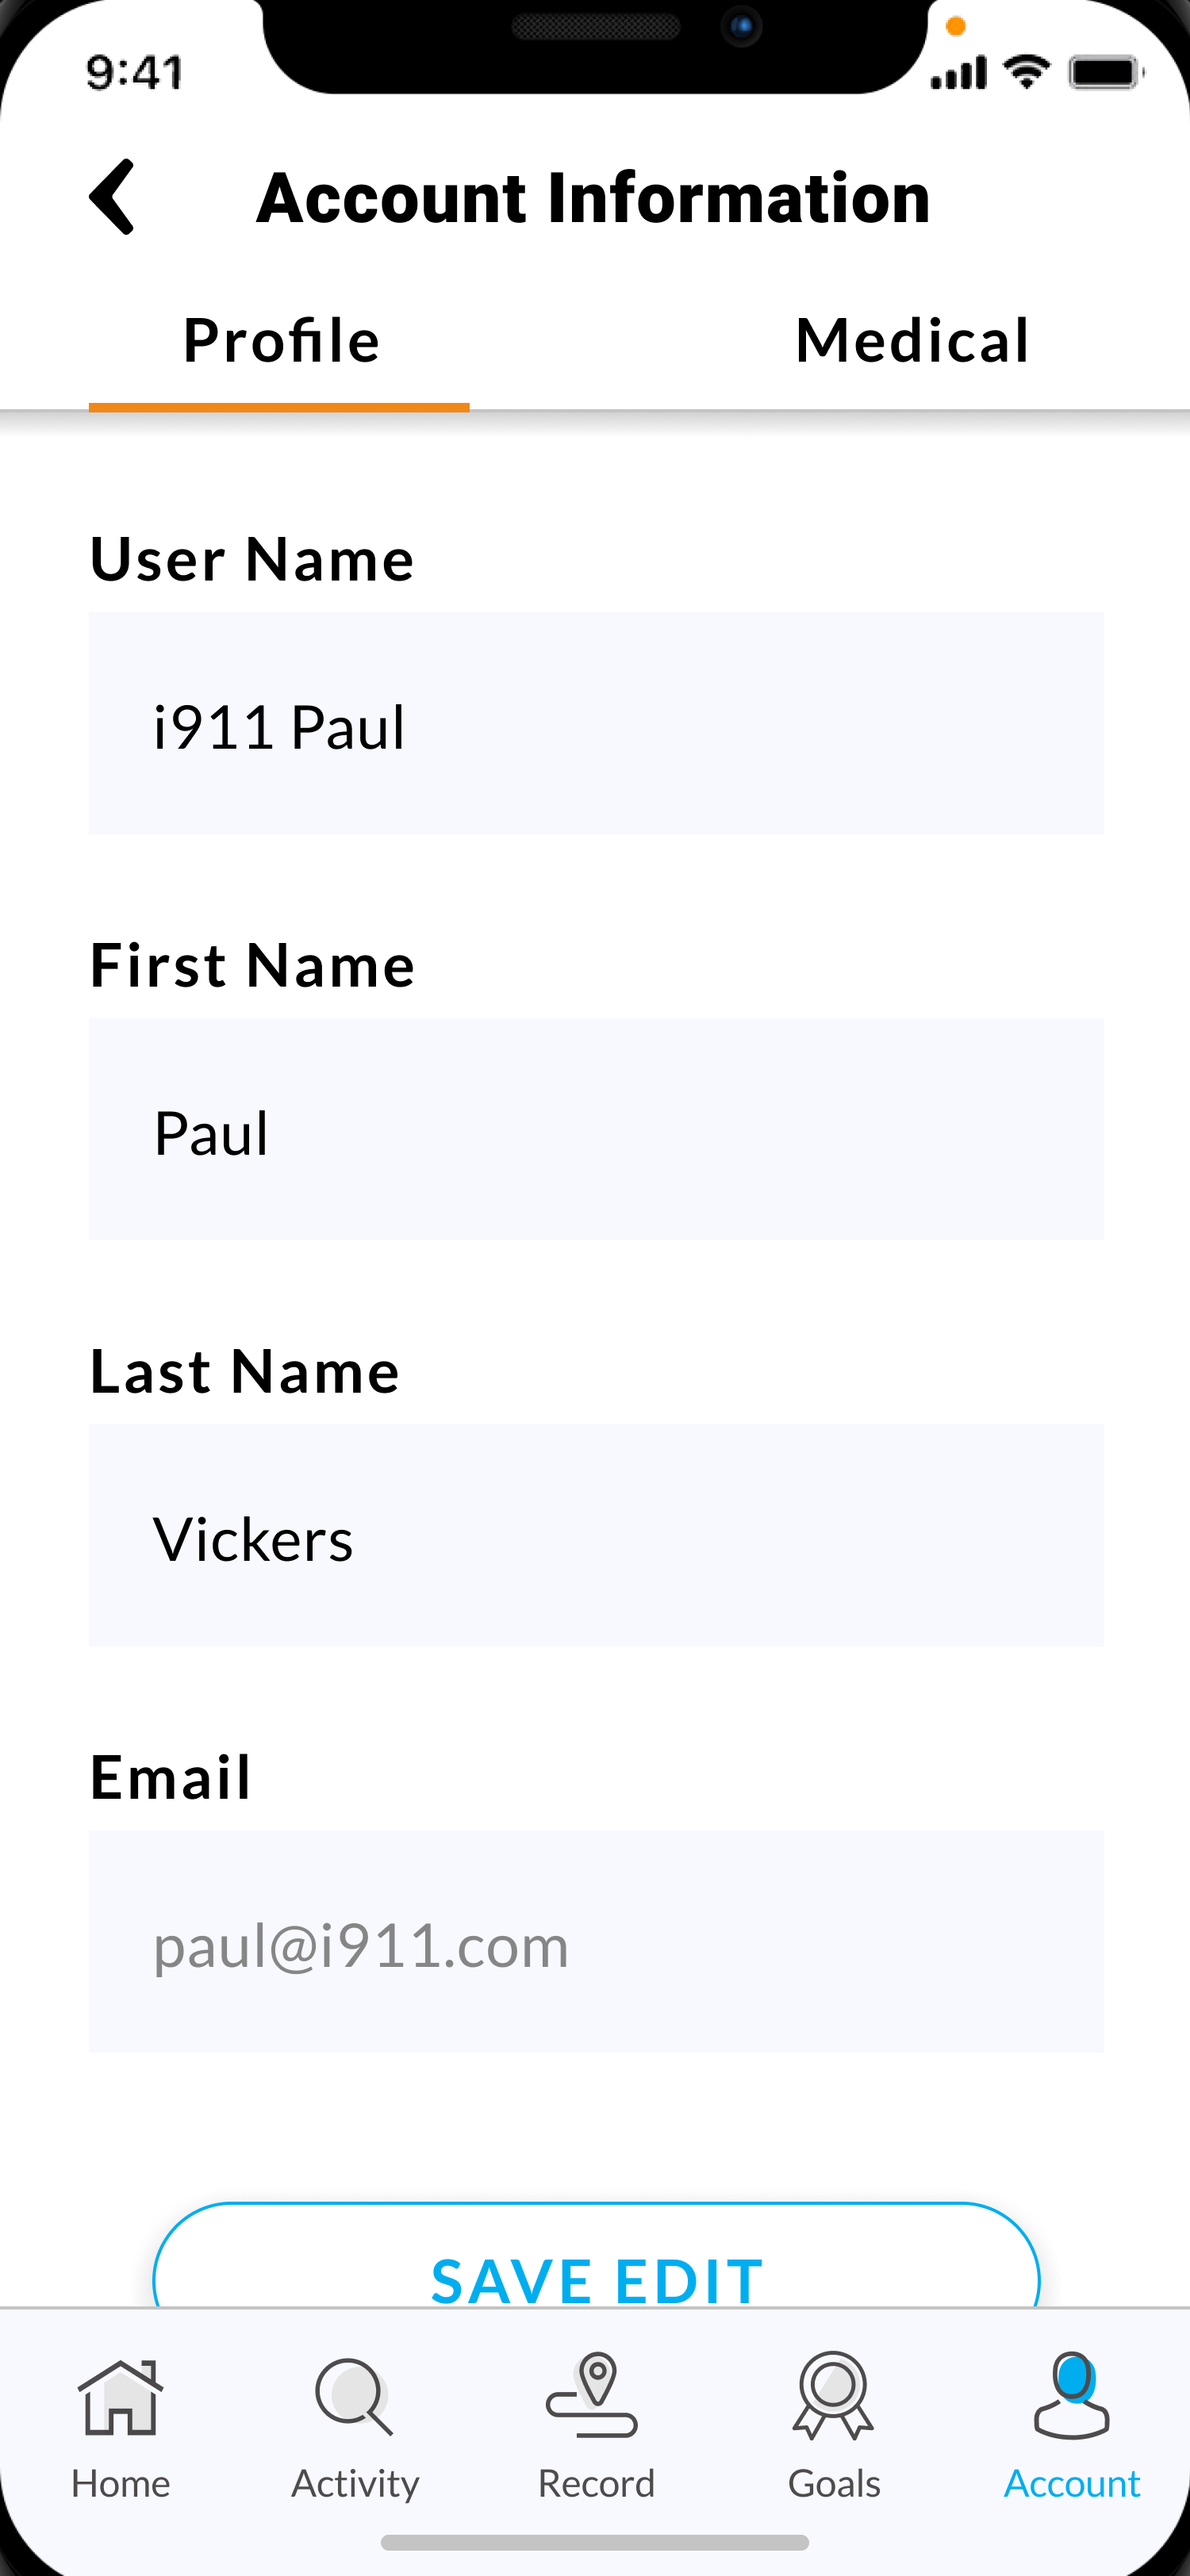 9:41
Account Information
Profile Medical
User Name
i911 Paul
First Name
Paul
Last Name
Vickers
Email
paul@i911.com
SAVE EDIT
Home Activity Record Goals Account